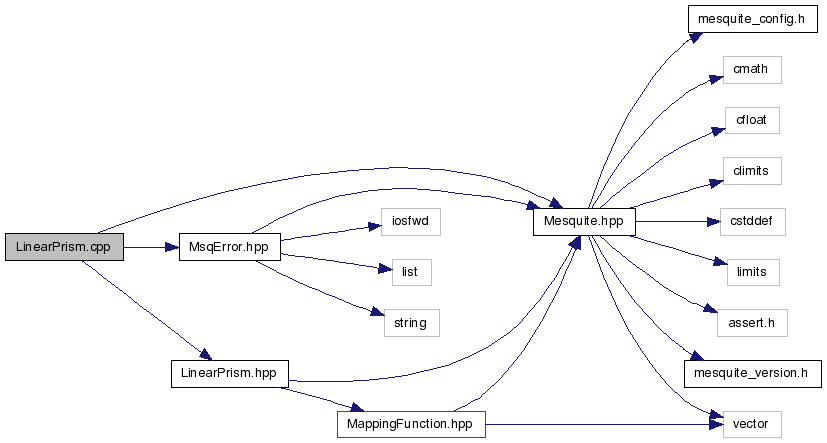 mesquite_config.h
cmath
cfloat
climits
Mesquite.hpp
iosfwd
cstddef
LinearPrism.cpp
MsqError.hpp
list
limits
string
assert.h
LinearPrism.hpp
mesquite_version.h
MappingFunction.hpp
vector